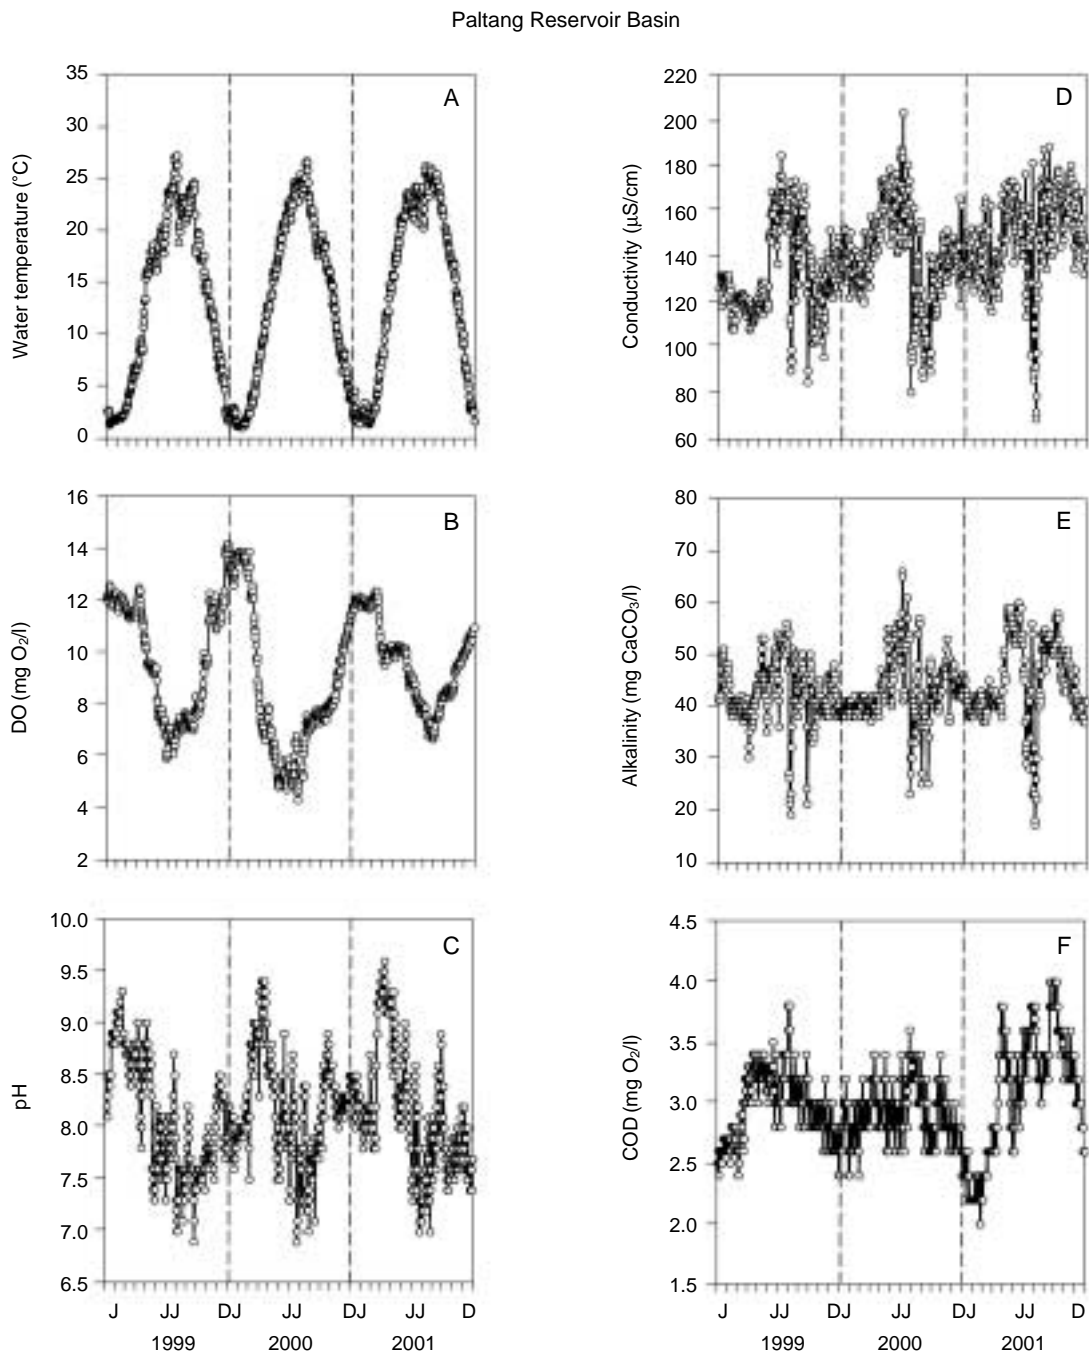 Paltang Reservoir Basin
A
Water temperature (°C)
35
30
25
20
15
10
5
0
D
Conductivity (µS/cm)
220
200
180
160
140
120
100
80
60
B
DO (mg O₂/l)
16
14
12
10
8
6
4
2
E
Alkalinity (mg CaCO₃/l)
80
70
60
50
40
30
20
10
C
pH
10.0
9.5
9.0
8.5
8.0
7.5
7.0
6.5
J JJ DJ JJ DJ JJ D
1999 2000 2001
F
COD (mg O₂/l)
4.5
4.0
3.5
3.0
2.5
2.0
1.5
J JJ DJ JJ DJ JJ D
1999 2000 2001